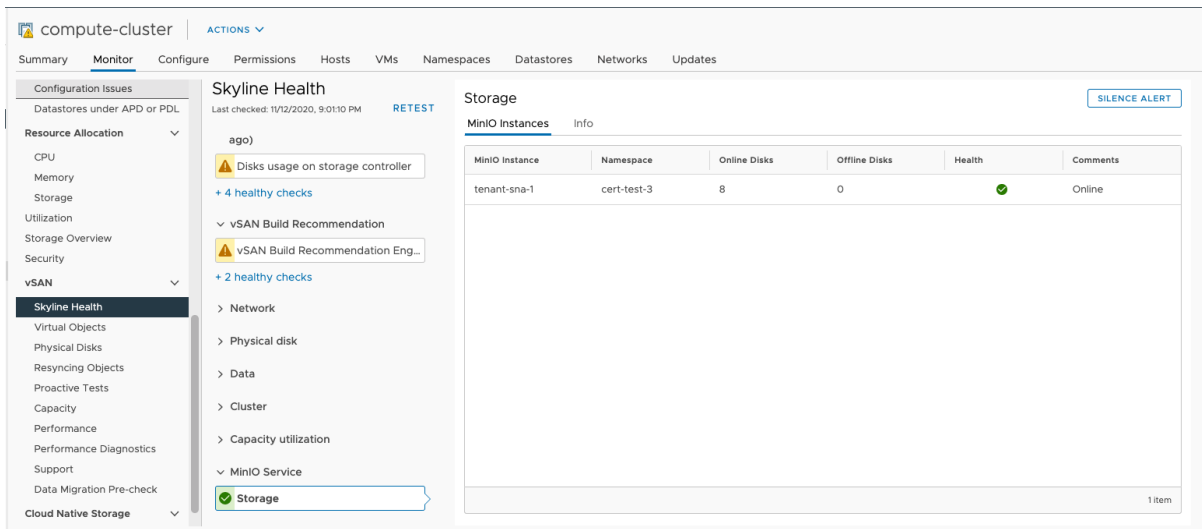 compute-cluster
ACTIONS
Summary Monitor Configure Permissions Hosts VMs Namespaces Datastores Networks Updates
Configuration Issues
Datastores under APD or PDL
Resource Allocation
CPU
Memory
Storage
Utilization
Storage Overview
Security
vSAN
Skyline Health
Virtual Objects
Physical Disks
Resyncing Objects
Proactive Tests
Capacity
Performance
Performance Diagnostics
Support
Data Migration Pre-check
Cloud Native Storage
Skyline Health
Last checked: 11/12/2020, 9:01:10 PM RETEST
ago)
Disks usage on storage controller
+ 4 healthy checks
vSAN Build Recommendation
vSAN Build Recommendation Eng...
+ 2 healthy checks
Network
Physical disk
Data
Cluster
Capacity utilization
MinIO Service
Storage
Storage
SILENCE ALERT
MinIO Instances Info
MinIO Instance Namespace Online Disks Offline Disks Health Comments
tenant-sna-1 cert-test-3 8 0 Online
1 item